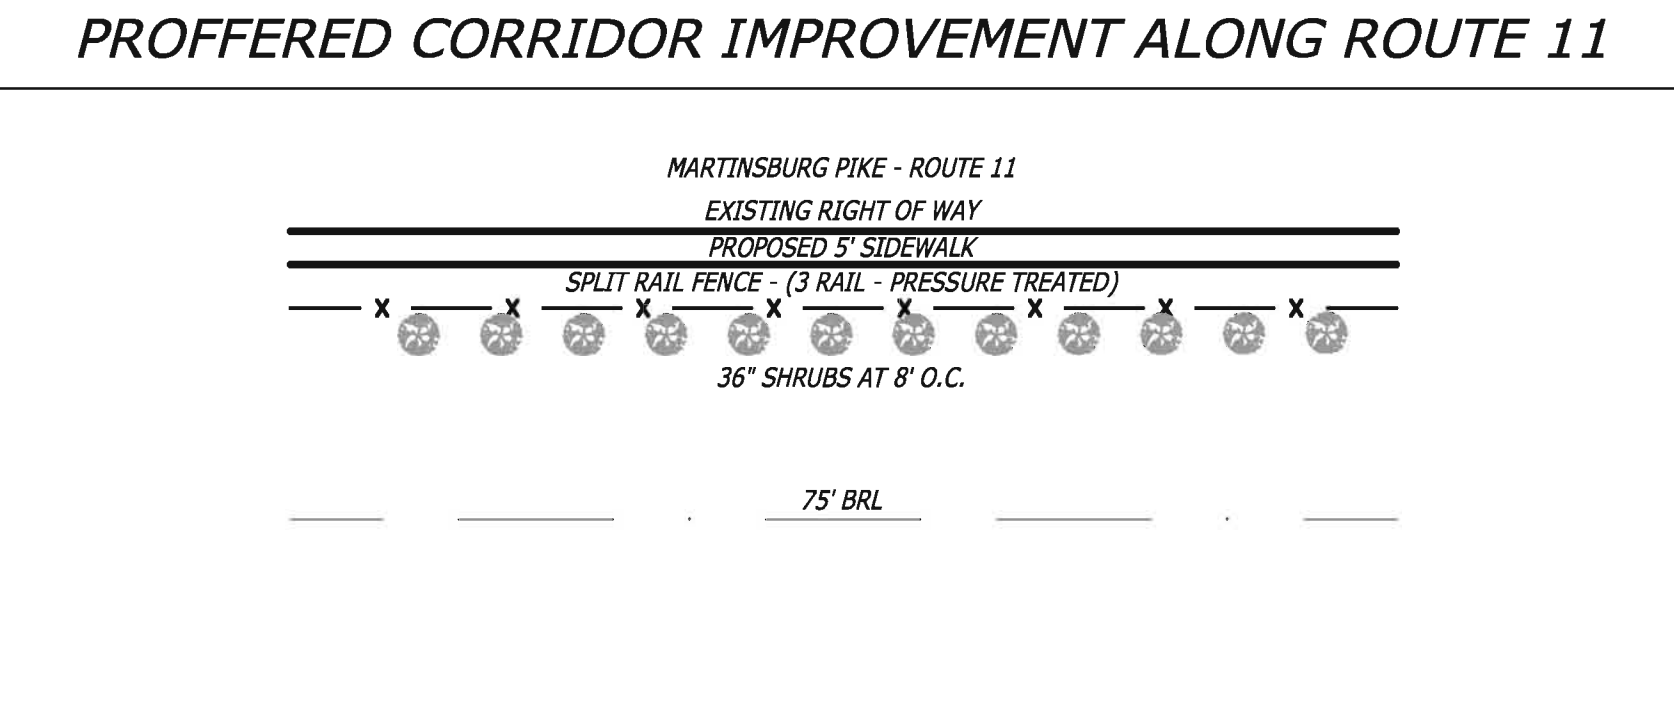 PROFFERED CORRIDOR IMPROVEMENT ALONG ROUTE 11
MARTINSBURG PIKE - ROUTE 11
EXISTING RIGHT OF WAY
PROPOSED 5' SIDEWALK
SPLIT RAIL FENCE - (3 RAIL - PRESSURE TREATED)
X X X X X X X X
36" SHRUBS AT 8' O.C.
75' BRL